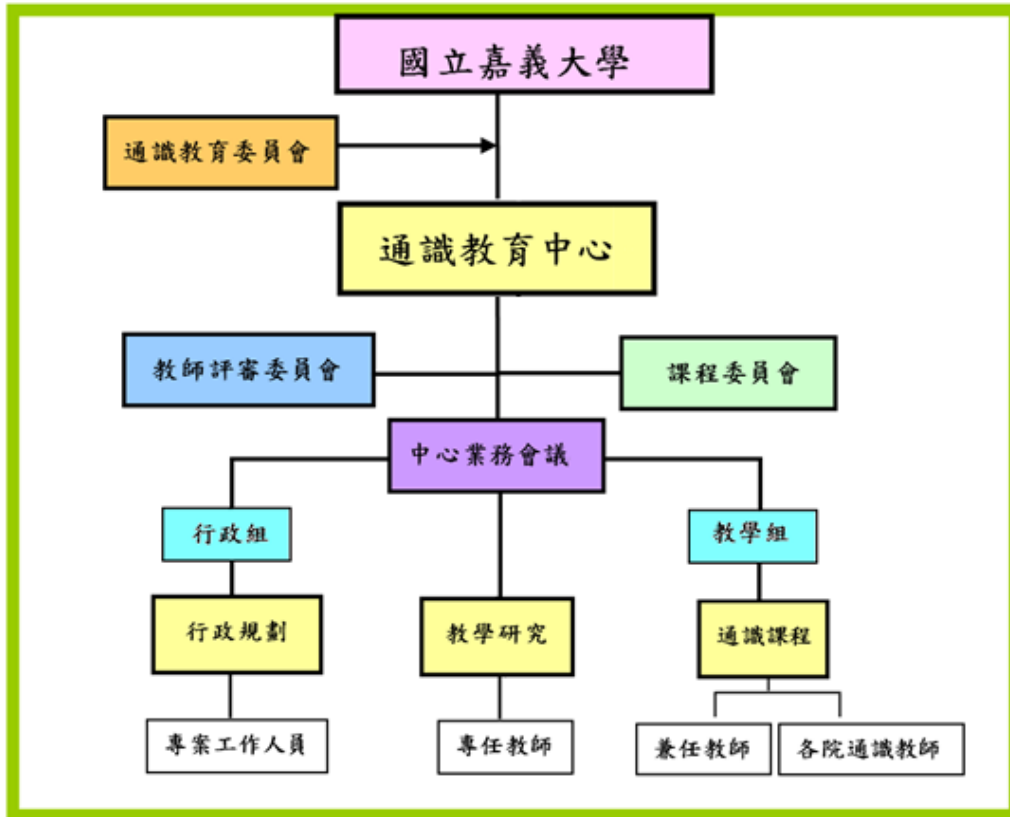 國立嘉義大學
通識教育委員會
通識教育中心
教師評審委員會
課程委員會
中心業務會議
行政組
教學組
行政規劃
教學研究
通識課程
專案工作人員
專任教師
兼任教師
各院通識教師